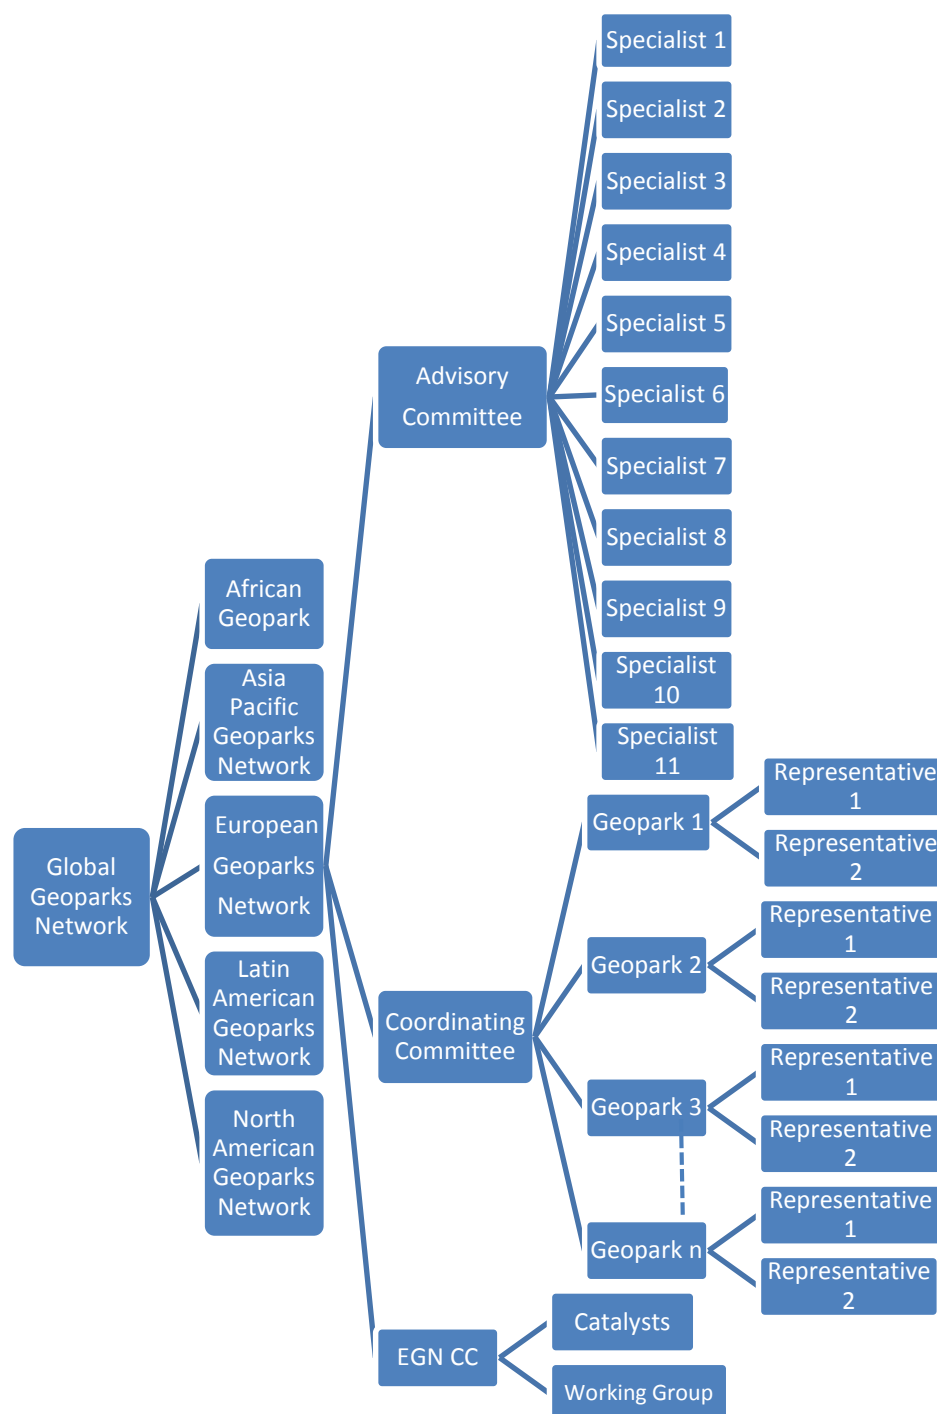 Global
Geoparks
Network
African
Geopark
Asia
Pacific
Geoparks
Network
European
Geoparks
Network
Latin
American
Geoparks
Network
North
American
Geoparks
Network
Advisory
Committee
Specialist 1
Specialist 2
Specialist 3
Specialist 4
Specialist 5
Specialist 6
Specialist 7
Specialist 8
Specialist 9
Specialist
10
Specialist
11
Coordinating
Committee
Geopark 1
Representative
1
Representative
2
Geopark 2
Representative
1
Representative
2
Geopark 3
Representative
1
Representative
2
Geopark n
Representative
1
Representative
2
EGN CC
Catalysts
Working Group